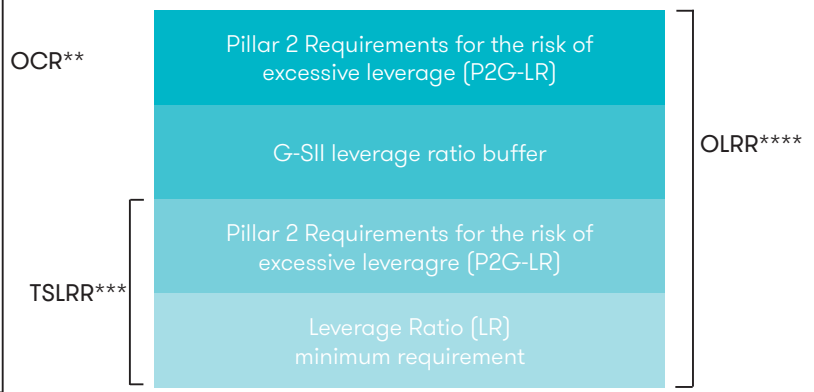 OCR**
Pillar 2 Requirements for the risk of
excessive leverage (P2G-LR)
G-SII leverage ratio buffer
OLRR****
Pillar 2 Requirements for the risk of
excessive leveragre (P2G-LR)
TSLRR***
Leverage Ratio (LR)
minimum requirement